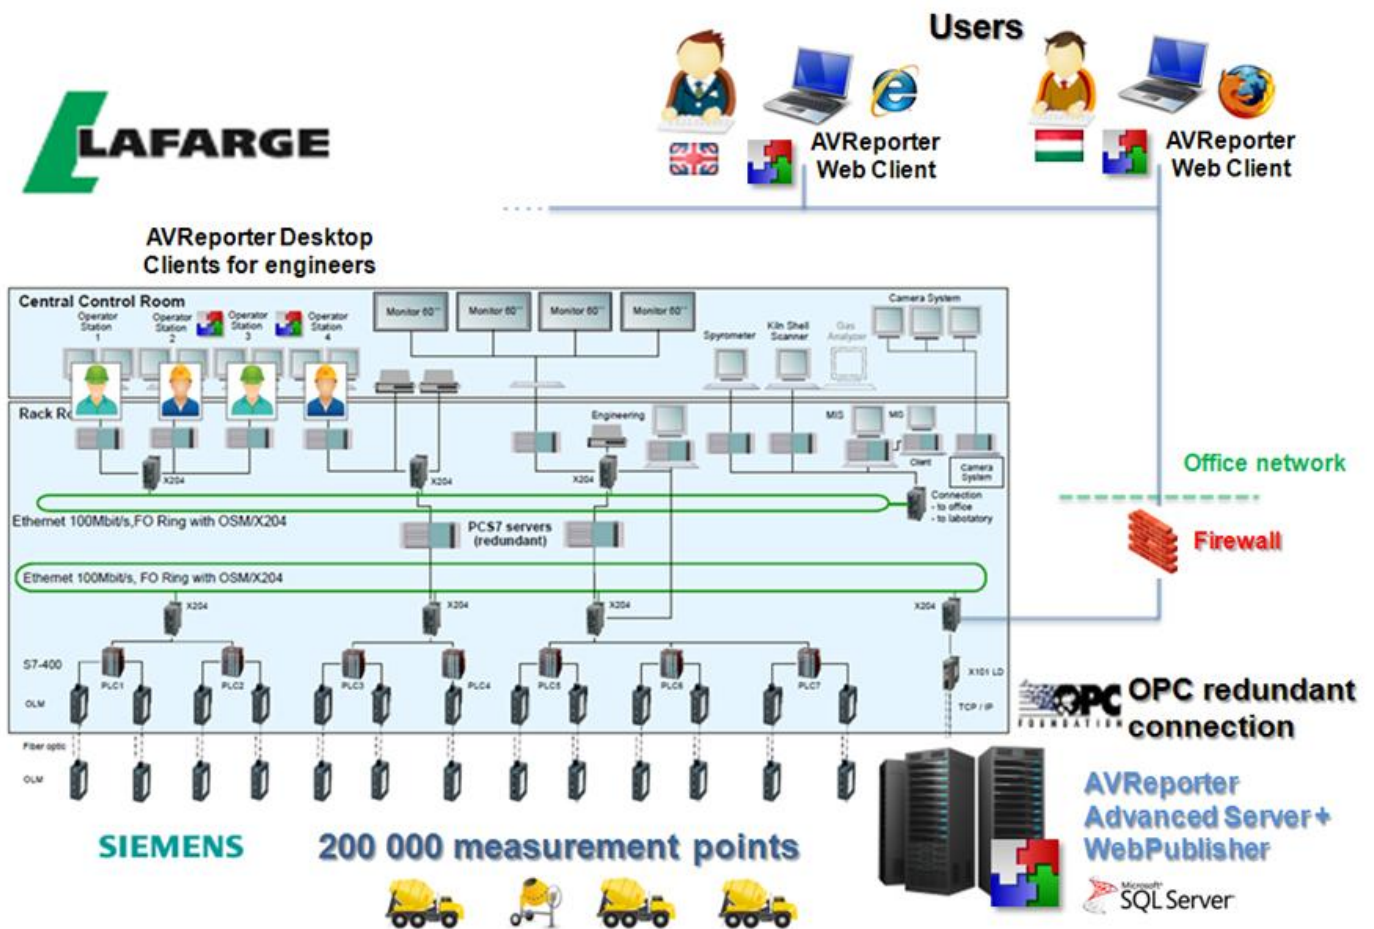 Users
LAFARGE
AVReporter
Web Client
AVReporter
Web Client
AVReporter Desktop
Clients for engineers
Central Control Room
Operator
Station
1
Operator
Station
2
Operator
Station
3
Operator
Station
4
Monitor 60""
Monitor 60""
Monitor 60""
Monitor 60""
Camera System
Spyrometer
Kiln Shell
Scanner
Gas
Analyzer
Rack Ro
Engineering
MIS
MIS
Client
Camera
System
X204
X204
X204
Connection
- to office
- to labotatory
Ethernet 100Mbit/s,FO Ring with OSM/X204
PCS7 servers
(redundant)
Office network
Firewall
Ethernet 100Mbit/s, FO Ring with OSM/X204
X204
X204
X204
X204
S7-400
PLC1
PLC2
PLC3
PLC4
PLC5
PLC6
PLC7
X101 LD
OLM
TCP / IP
OPC
FOUNDATION
OPC redundant
connection
Fiber optic
OLM
AVReporter
Advanced Server +
WebPublisher
SIEMENS
200 000 measurement points
Microsoft
SQL Server